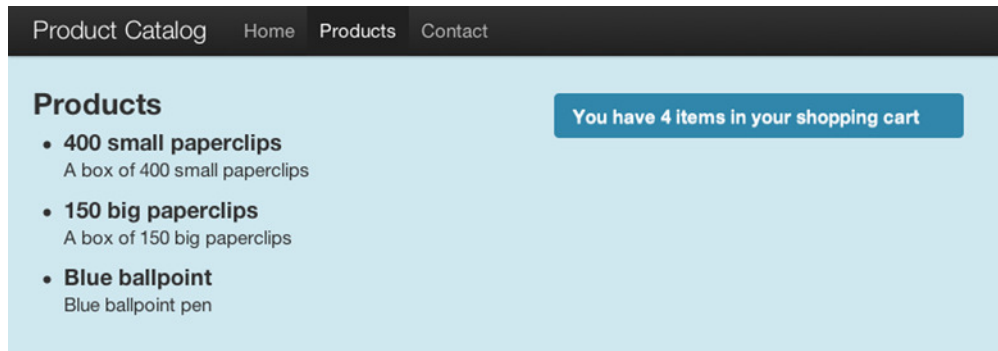 Product Catalog Home Products Contact
Products
400 small paperclips
A box of 400 small paperclips
150 big paperclips
A box of 150 big paperclips
Blue ballpoint
Blue ballpoint pen
You have 4 items in your shopping cart